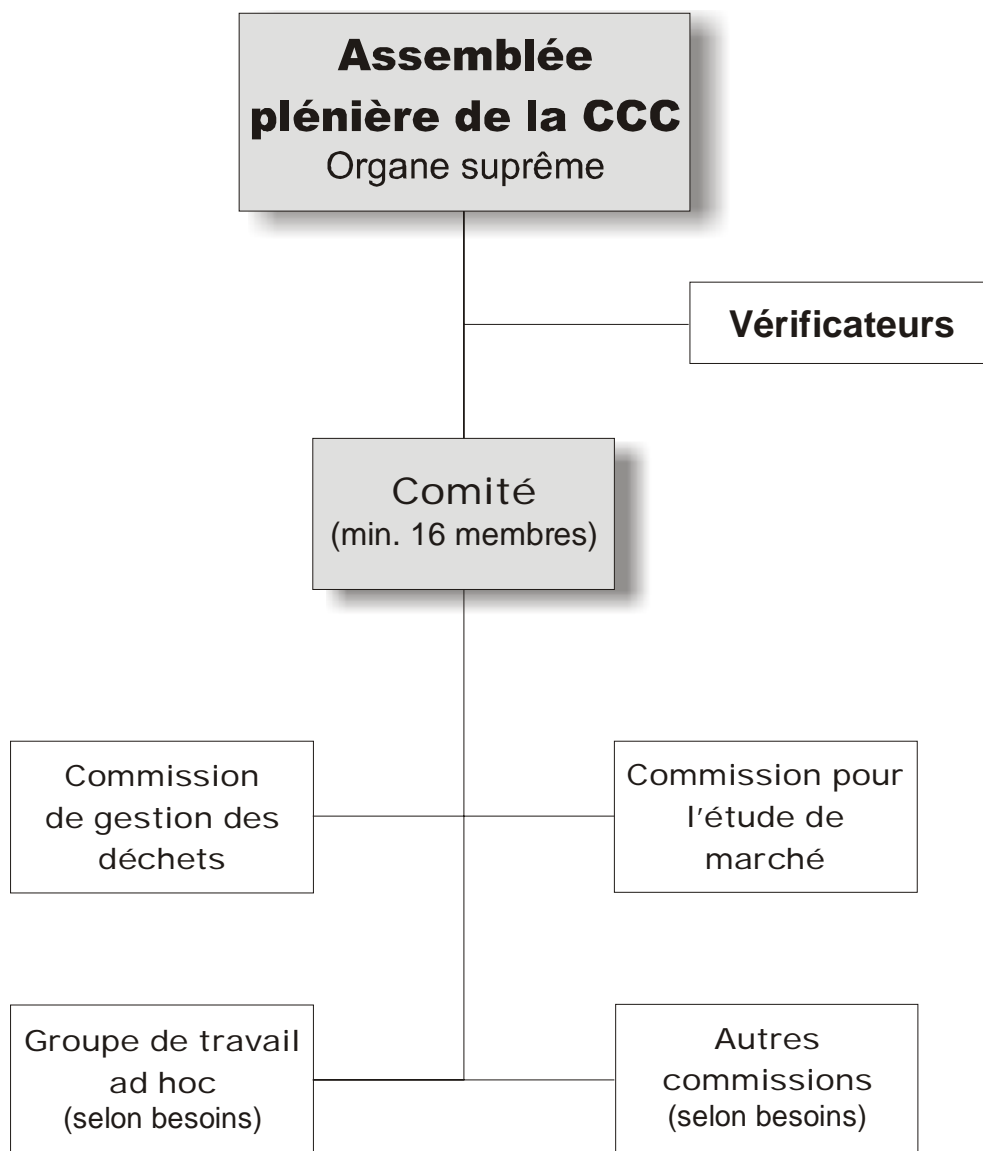 Assemblée
plénière de la CCC
Organe suprême
Vérificateurs
Comité
(min. 16 membres)
Commission
de gestion des
déchets
Commission pour
l'étude de
marché
Groupe de travail
ad hoc
(selon besoins)
Autres
commissions
(selon besoins)